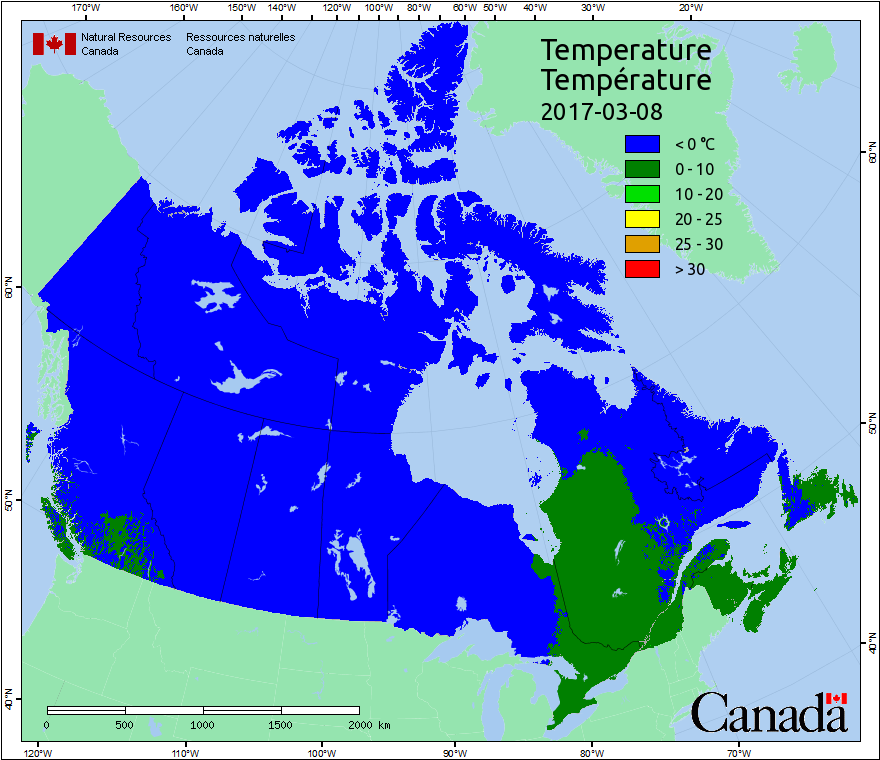 170°W 160°W 150°W 140°W 130°W 120°W 110°W 100°W 90°W 80°W 70°W 60°W 50°W 40°W 30°W 20°W
Natural Resources Ressources naturelles
Canada Canada
Temperature
Température
2017-03-08
< 0 °C
0 - 10
10 - 20
20 - 25
25 - 30
> 30
60°N
60°N
50°N
50°N
40°N
40°N
Canada
0 500 1000 1500 2000 km
120°W 110°W 100°W 90°W 80°W 70°W